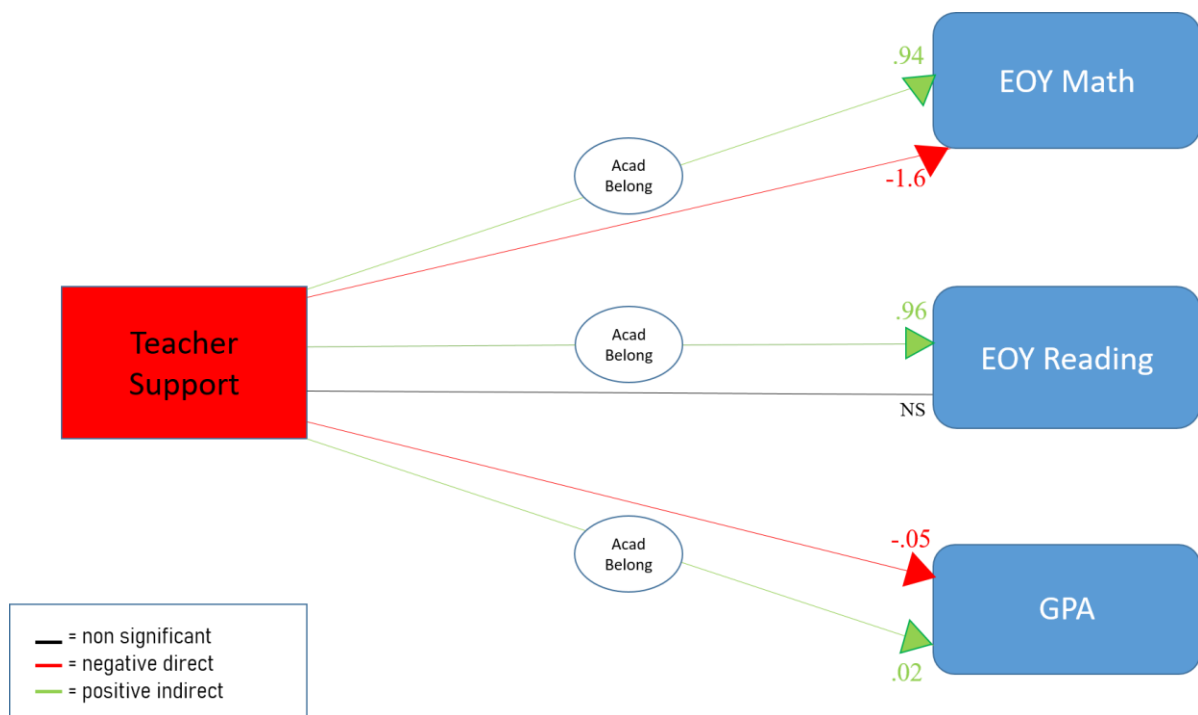 .94
EOY Math
Acad
Belong
-1.6
Teacher
Support
.96
Acad
Belong
EOY Reading
NS
-.05
Acad
Belong
GPA
.02
= non significant
= negative direct
= positive indirect